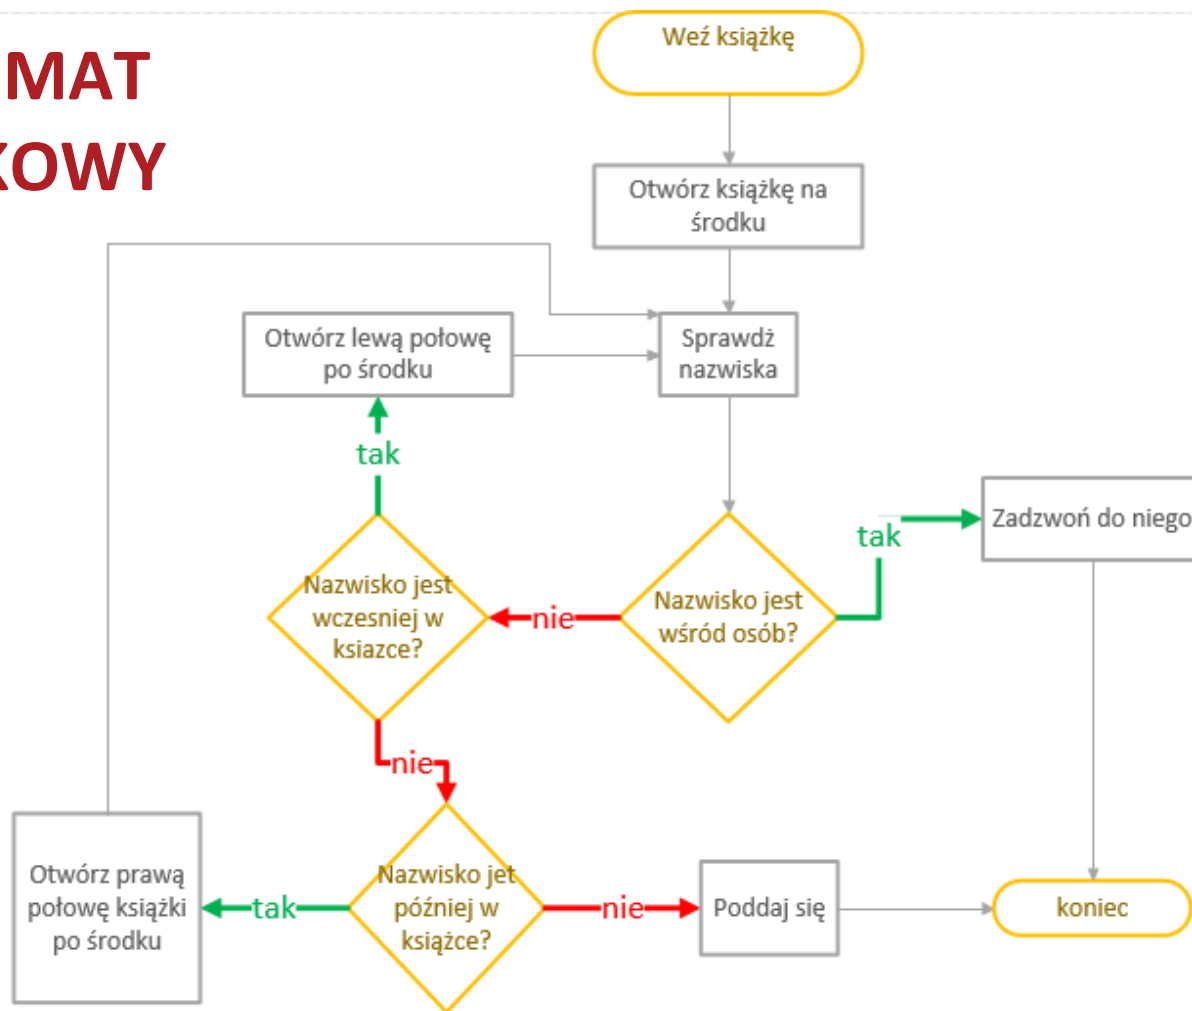 MAT
KOWY
Weź książkę
Otwórz książkę na
środku
Otwórz lewą połowę
po środku
Sprawdż
nazwiska
tak
Zadzwoń do niego
tak
Nazwisko jest
wczesniej w
ksiazce?
nie
Nazwisko jest
wśród osób?
nie
Otwórz prawą
połowę książki
po środku
tak
Nazwisko jet
później w
książce?
nie
Poddaj się
koniec